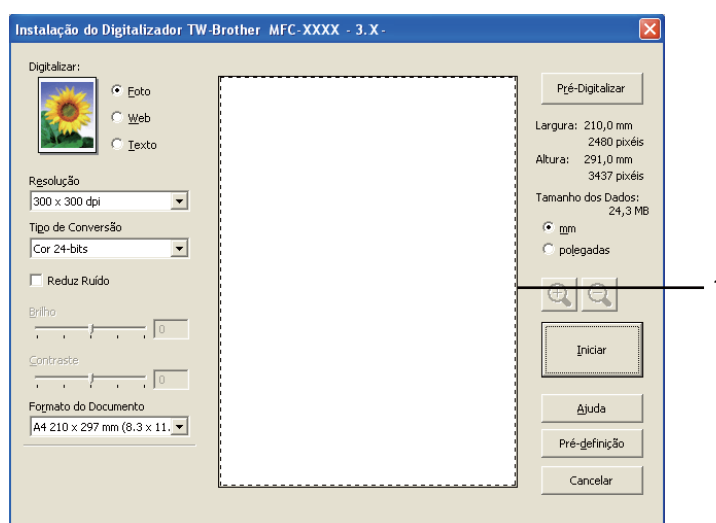 Instalação do Digitalizador TW-Brother MFC-XXXX - 3.X-
Digitalizar:
Foto
Web
Texto
Resolução
300 x 300 dpi
Tipo de Conversão
Cor 24-bits
Reduz Ruído
Brilho
0
Contraste
0
Formato do Documento
A4 210 x 297 mm (8.3 x 11.
Pré-Digitalizar
Largura: 210,0 mm
2480 pixéis
Altura: 291,0 mm
3437 pixéis
Tamanho dos Dados:
24,3 MB
mm
polegadas
Iniciar
Ajuda
Pré-definição
Cancelar